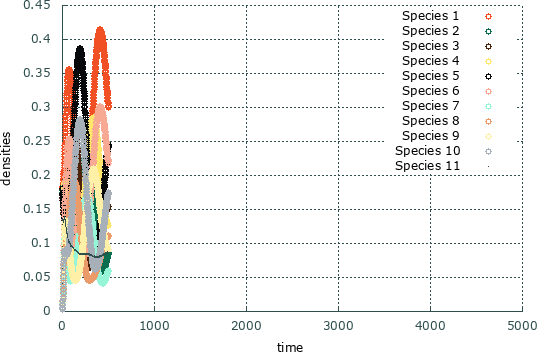 0.45
0.4
0.35
0.3
0.25
0.2
0.15
0.1
0.05
0
densities
0 1000 2000 3000 4000 5000
time
Species 1
Species 2
Species 3
Species 4
Species 5
Species 6
Species 7
Species 8
Species 9
Species 10
Species 11